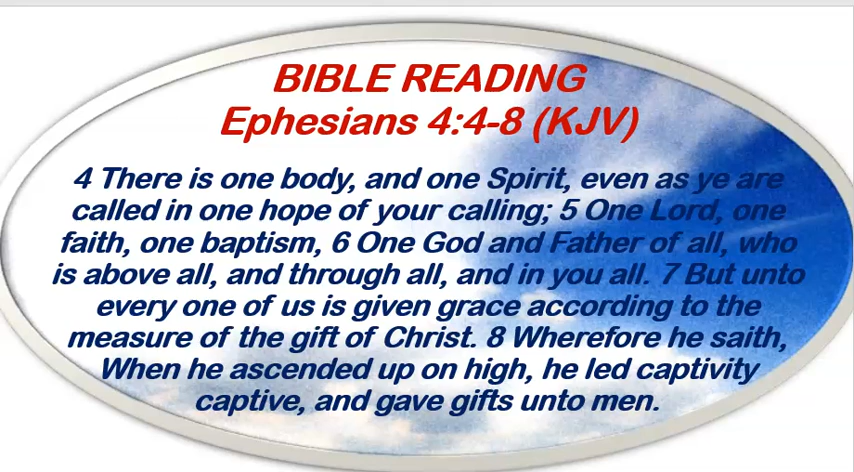 BIBLE READING
Ephesians 4:4-8 (KJV)
4 There is one body, and one Spirit, even as ye are
called in one hope of your calling; 5 One Lord, one
faith, one baptism, 6 One God and Father of all, who
is above all, and through all, and in you all. 7 But unto
every one of us is given grace according to the
measure of the gift of Christ. 8 Wherefore he saith,
When he ascended up on high, he led captivity
captive, and gave gifts unto men.